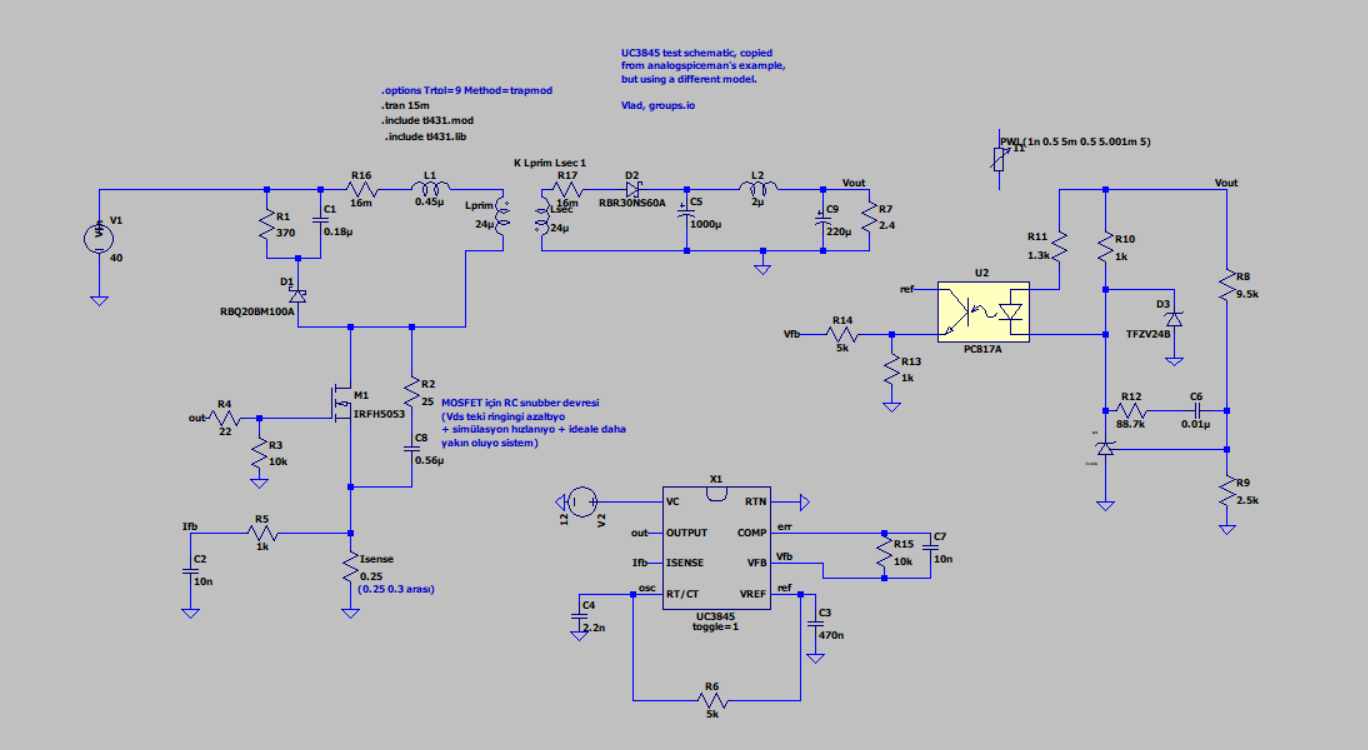 UC3845 test schematic, copied
from analogspiceman's example,
but using a different model.
Vlad, groups.io
.options Trtol=9 Method=trapmod
.tran 15m
.include tl431.mod
.include tl431.lib
PWL(1n 0.5 5m 0.5 5.001m 5)
I1
K Lprim Lsec 1
R16
16m
L1
0.45µ
R17
16m
D2
RBR30NS60A
L2
2µ
Vout
V1
Vin
40
R1
370
C1
0.18µ
Lprim
24µ
Lsec
24µ
C5
1000µ
C9
220µ
R7
2.4
D1
RBQ20BM100A
Vout
R11
1.3k
R10
1k
R8
9.5k
U2
ref
PC817A
D3
TFZV24B
Vfb
R14
5k
R13
1k
R12
88.7k
C6
0.01µ
R9
2.5k
M1
IRFH5053
R2
25
MOSFET için RC snubber devresi
(Vds teki ringingi azaltıyo
+ simülasyon hızlanıyo + ideale daha
yakın oluyo sistem)
C8
0.56µ
out
R4
22
R3
10k
Ifb
R5
1k
C2
10n
Isense
0.25
(0.25 0.3 arası)
X1
12
V2
VC
RTN
out
OUTPUT
COMP
err
Ifb
ISENSE
VFB
Vfb
osc
RT/CT
VREF
ref
UC3845
toggle=1
R15
10k
C7
10n
C4
2.2n
C3
470n
R6
5k